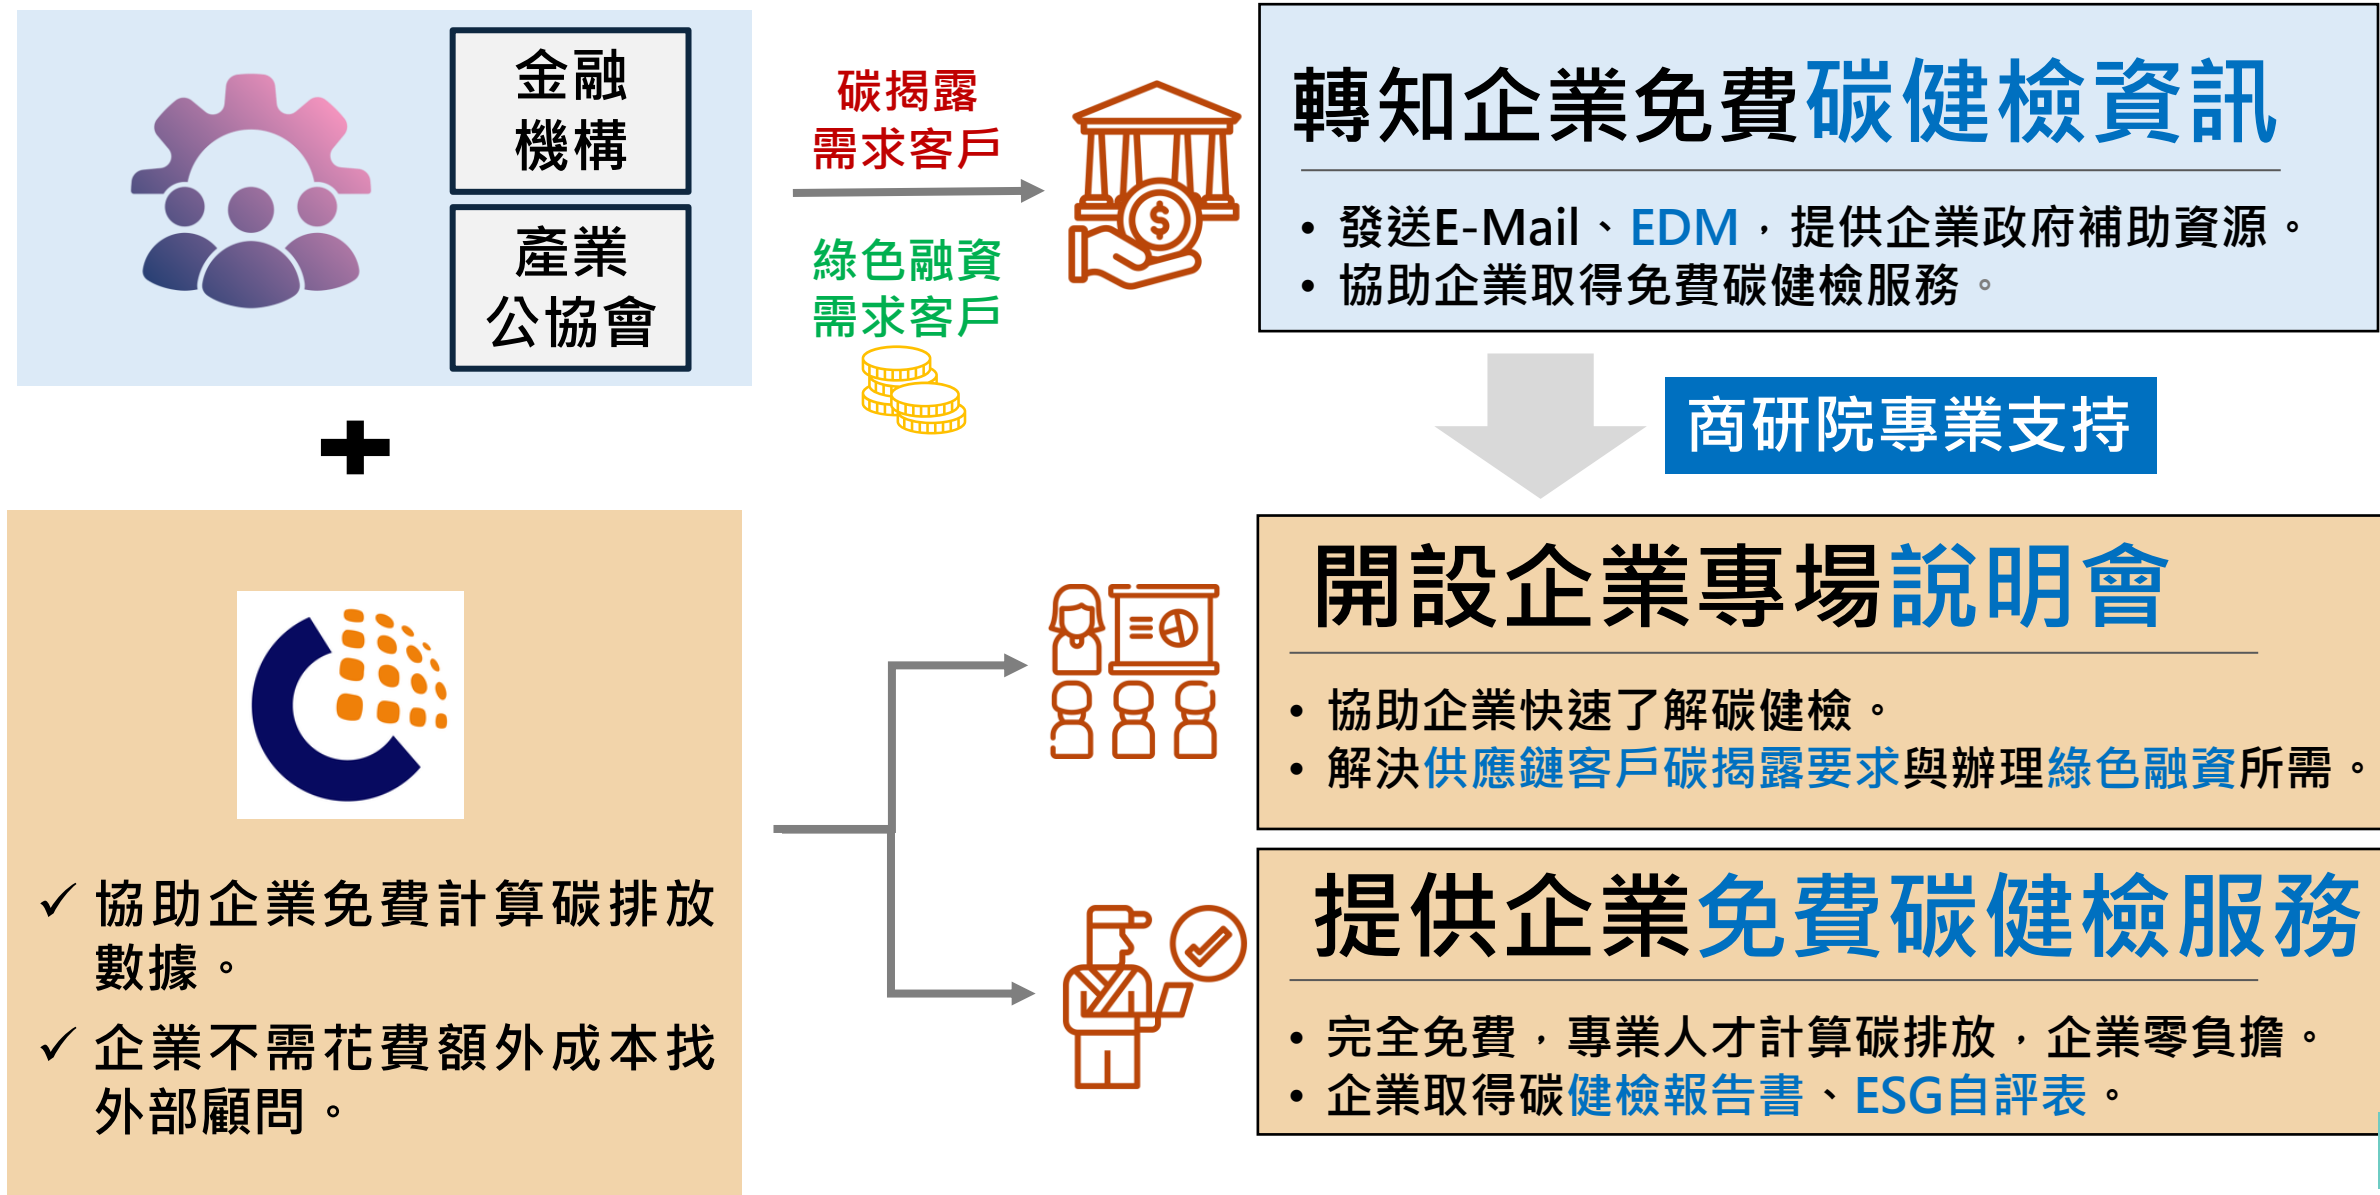 金融
機構
產業
公協會
碳揭露
需求客戶
綠色融資
需求客戶
轉知企業免費碳健檢資訊
• 發送E-Mail、EDM，提供企業政府補助資源。
• 協助企業取得免費碳健檢服務。
商研院專業支持
✓ 協助企業免費計算碳排放
數據。
✓ 企業不需花費額外成本找
外部顧問。
開設企業專場說明會
• 協助企業快速了解碳健檢。
• 解決供應鏈客戶碳揭露要求與辦理綠色融資所需。
提供企業免費碳健檢服務
• 完全免費，專業人才計算碳排放，企業零負擔。
• 企業取得碳健檢報告書、ESG自評表。